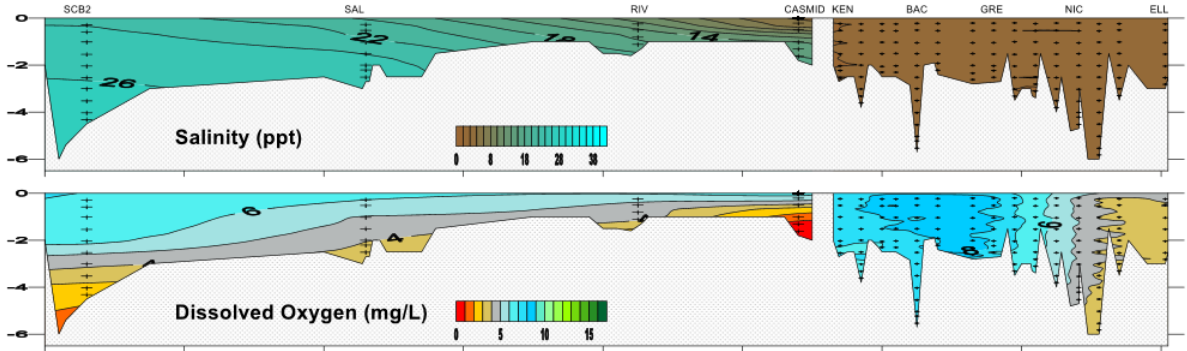 SCB2 SAL RIV CASMID KEN BAC GRE NIC ELL
0
22 18 14
-2
26
-4
Salinity (ppt)
0 8 18 28 38
-6
0
6
6
-2
4
4 8
-4
Dissolved Oxygen (mg/L)
0 5 10 15
-6